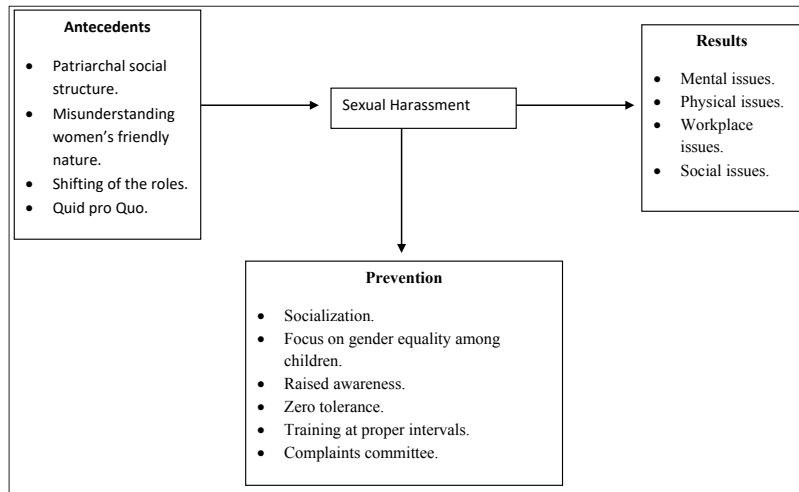 Antecedents
• Patriarchal social
structure.
• Misunderstanding
women’s friendly
nature.
• Shifting of the roles.
• Quid pro Quo.
Sexual Harassment
Results
• Mental issues.
• Physical issues.
• Workplace
issues.
• Social issues.
Prevention
• Socialization.
• Focus on gender equality among
children.
• Raised awareness.
• Zero tolerance.
• Training at proper intervals.
• Complaints committee.